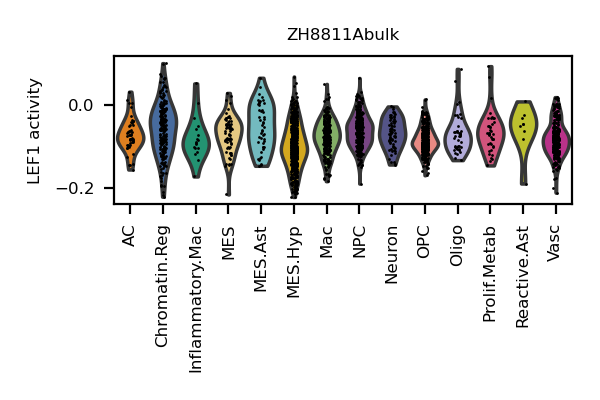 ZH8811Abulk
LEF1 activity
0.0
−0.2
AC
Chromatin.Reg
Inflammatory.Mac
MES
MES.Ast
MES.Hyp
Mac
NPC
Neuron
OPC
Oligo
Prolif.Metab
Reactive.Ast
Vasc